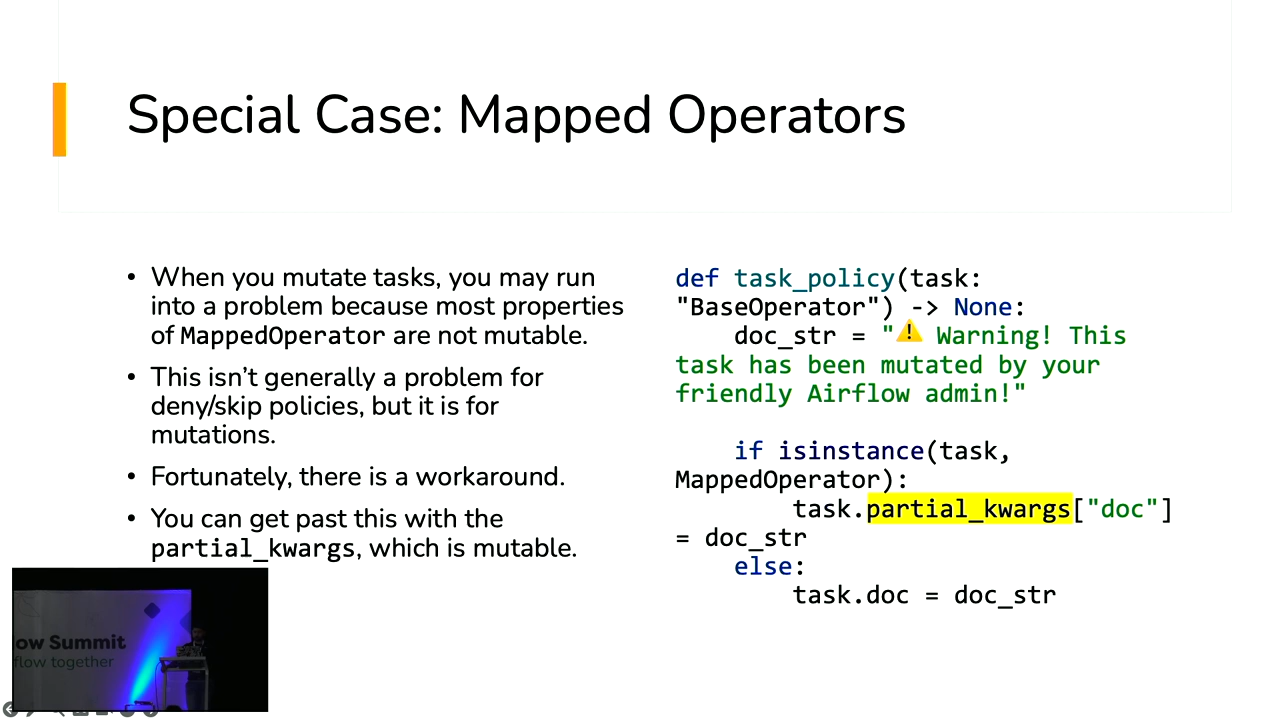 Special Case: Mapped Operators
• When you mutate tasks, you may run
into a problem because most properties
of MappedOperator are not mutable.
• This isn’t generally a problem for
deny/skip policies, but it is for
mutations.
• Fortunately, there is a workaround.
• You can get past this with the
partial_kwargs, which is mutable.
def task_policy(task:
"BaseOperator") -> None:
    doc_str = "⚠️ Warning! This
task has been mutated by your
friendly Airflow admin!"
    if isinstance(task,
MappedOperator):
        task.partial_kwargs["doc"]
= doc_str
    else:
        task.doc = doc_str
ow Summit
flow together